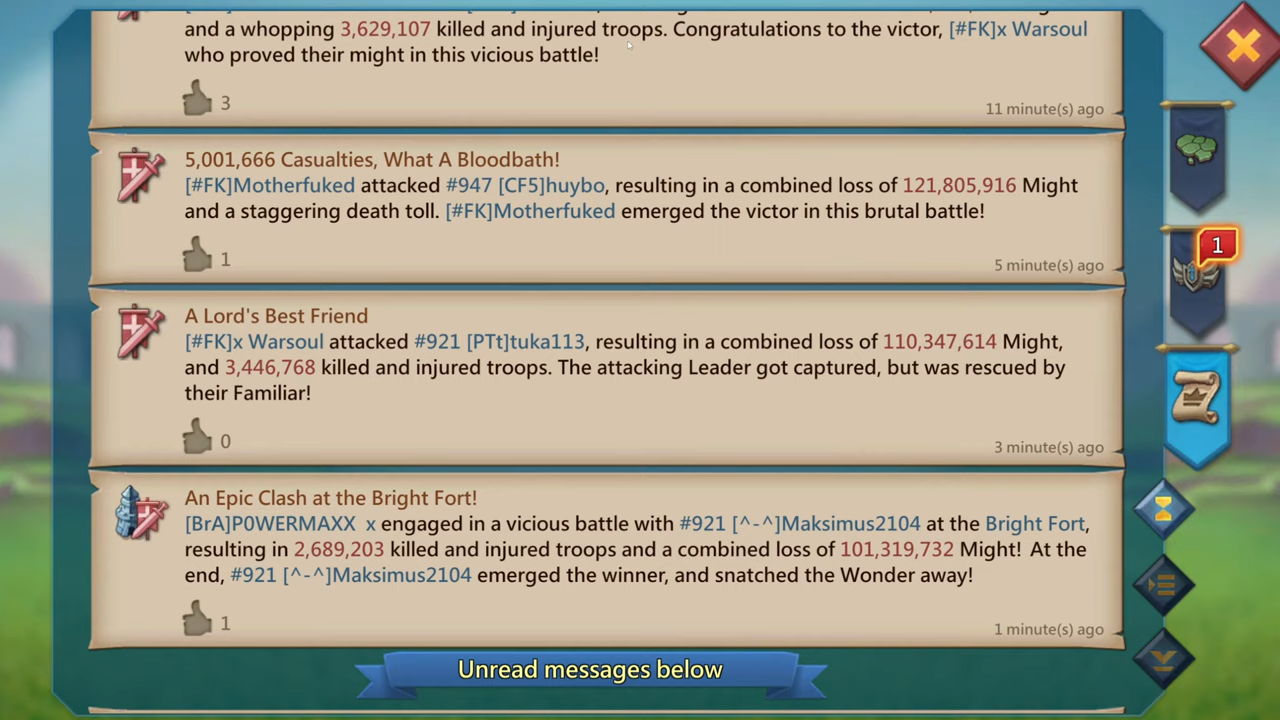 and a whopping 3,629,107 killed and injured troops. Congratulations to the victor, [#FK]x Warsoul
who proved their might in this vicious battle!
3
11 minute(s) ago
5,001,666 Casualties, What A Bloodbath!
[#FK]Motherfuked attacked #947 [CF5]huybo, resulting in a combined loss of 121,805,916 Might
and a staggering death toll. [#FK]Motherfuked emerged the victor in this brutal battle!
1
5 minute(s) ago
A Lord's Best Friend
[#FK]x Warsoul attacked #921 [PTt]tuka113, resulting in a combined loss of 110,347,614 Might,
and 3,446,768 killed and injured troops. The attacking Leader got captured, but was rescued by
their Familiar!
0
3 minute(s) ago
An Epic Clash at the Bright Fort!
[BrA]P0WERMAXX x engaged in a vicious battle with #921 [^-^]Maksimus2104 at the Bright Fort,
resulting in 2,689,203 killed and injured troops and a combined loss of 101,319,732 Might! At the
end, #921 [^-^]Maksimus2104 emerged the winner, and snatched the Wonder away!
1
1 minute(s) ago
Unread messages below
1